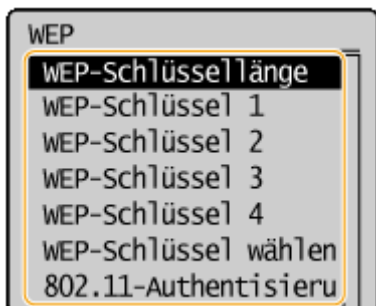 WEP
WEP-Schlüssellänge
WEP-Schlüssel 1
WEP-Schlüssel 2
WEP-Schlüssel 3
WEP-Schlüssel 4
WEP-Schlüssel wählen
802.11-Authentisieru